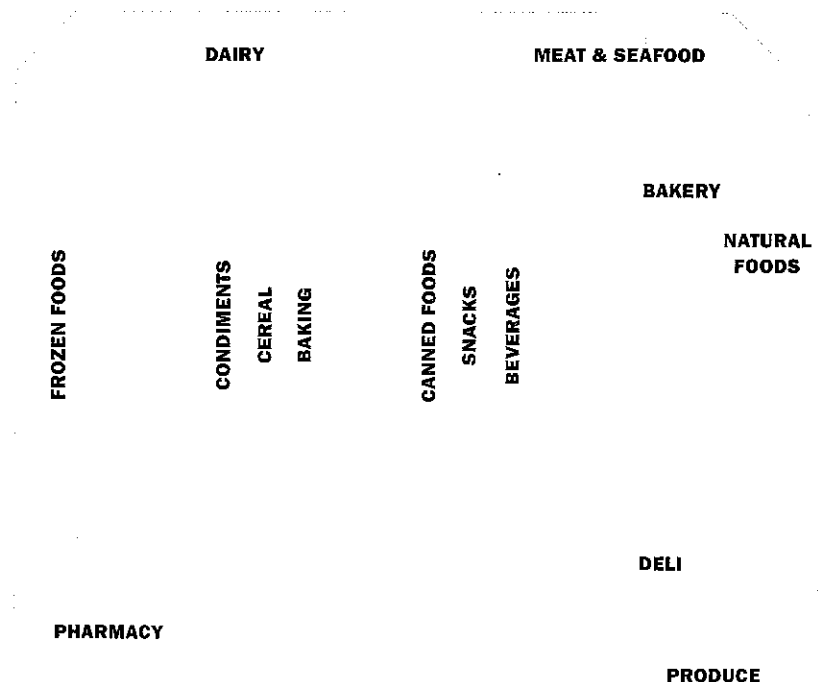 DAIRY
MEAT & SEAFOOD
BAKERY
NATURAL
FOODS
FROZEN FOODS
CONDIMENTS
CEREAL
BAKING
CANNED FOODS
SNACKS
BEVERAGES
DELI
PHARMACY
PRODUCE